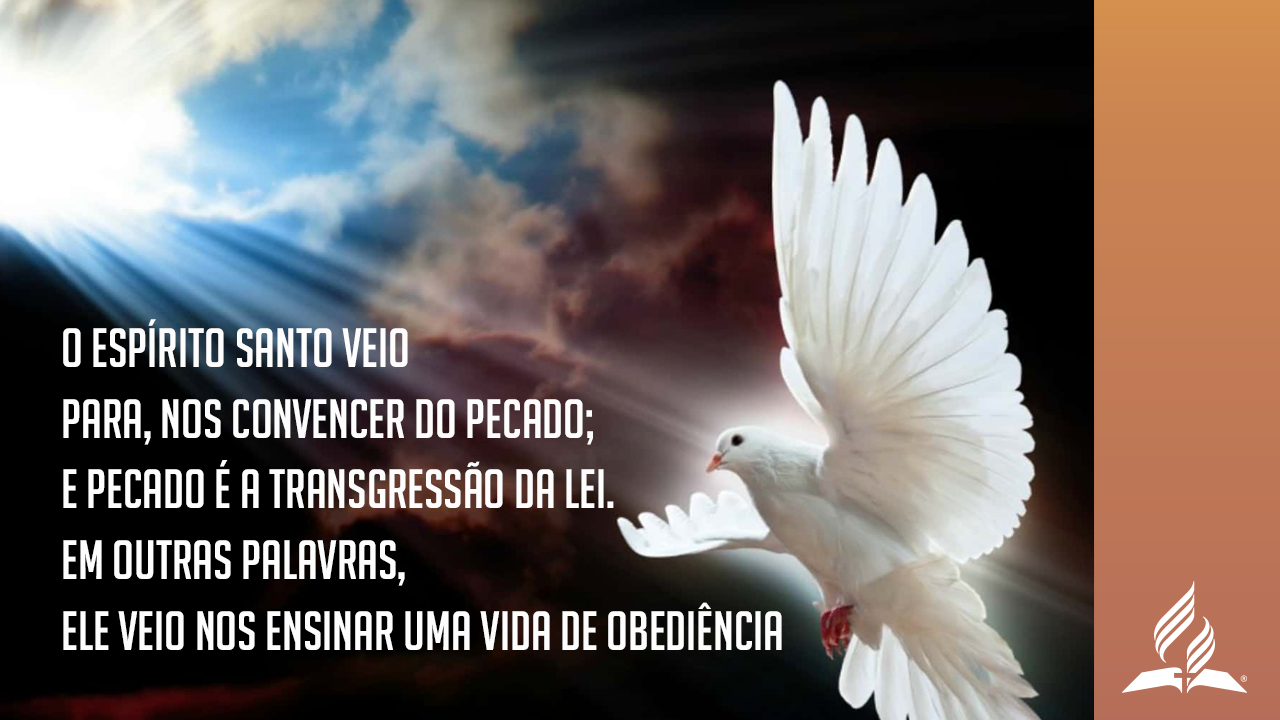 O ESPÍRITO SANTO VEIO
PARA, NOS CONVENCER DO PECADO;
E PECADO É A TRANSGRESSÃO DA LEI.
EM OUTRAS PALAVRAS,
ELE VEIO NOS ENSINAR UMA VIDA DE OBEDIÊNCIA
®